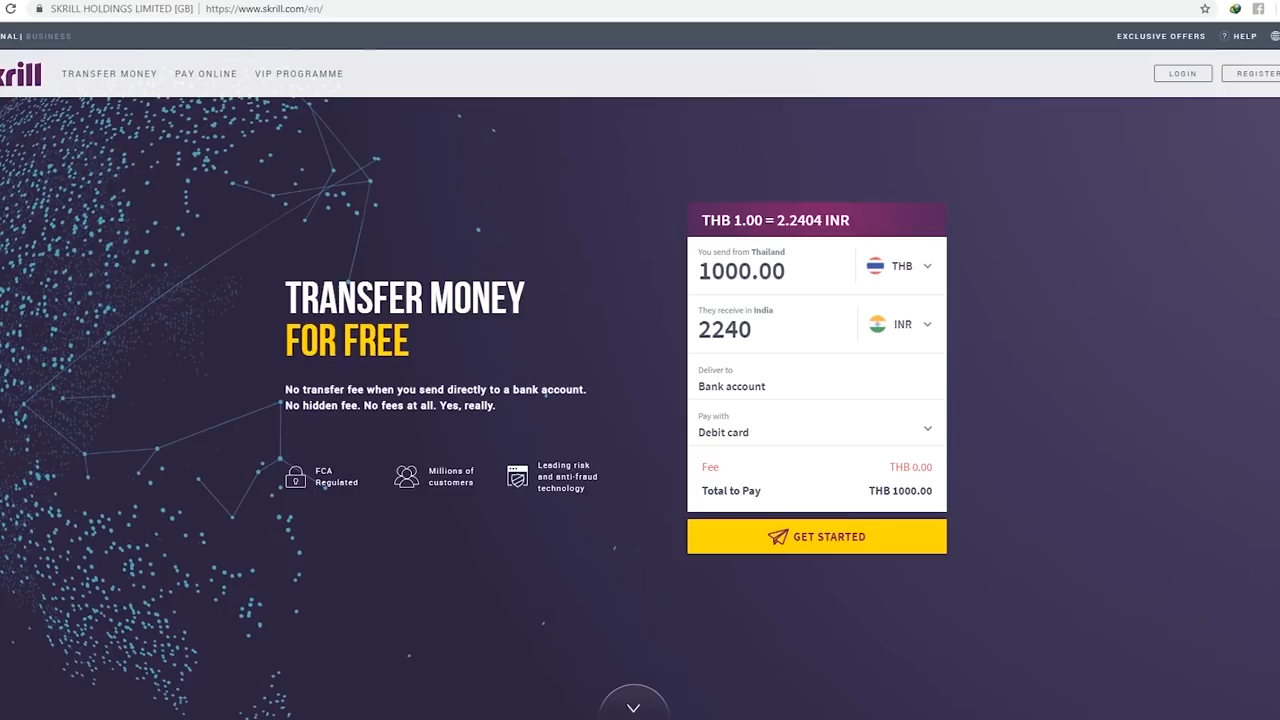 SKRILL HOLDINGS LIMITED [GB] | https://www.skrill.com/en/
NAL | BUSINESS
EXCLUSIVE OFFERS ? HELP
krill TRANSFER MONEY PAY ONLINE VIP PROGRAMME LOGIN REGISTER
THB 1.00 = 2.2404 INR
You send from Thailand
1000.00 THB
They receive in India
2240 INR
Deliver to
Bank account
Pay with
Debit card
Fee THB 0.00
Total to Pay THB 1000.00
GET STARTED
TRANSFER MONEY
FOR FREE
No transfer fee when you send directly to a bank account.
No hidden fee. No fees at all. Yes, really.
FCA
Regulated
Millions of
customers
Leading risk
and anti-fraud
technology